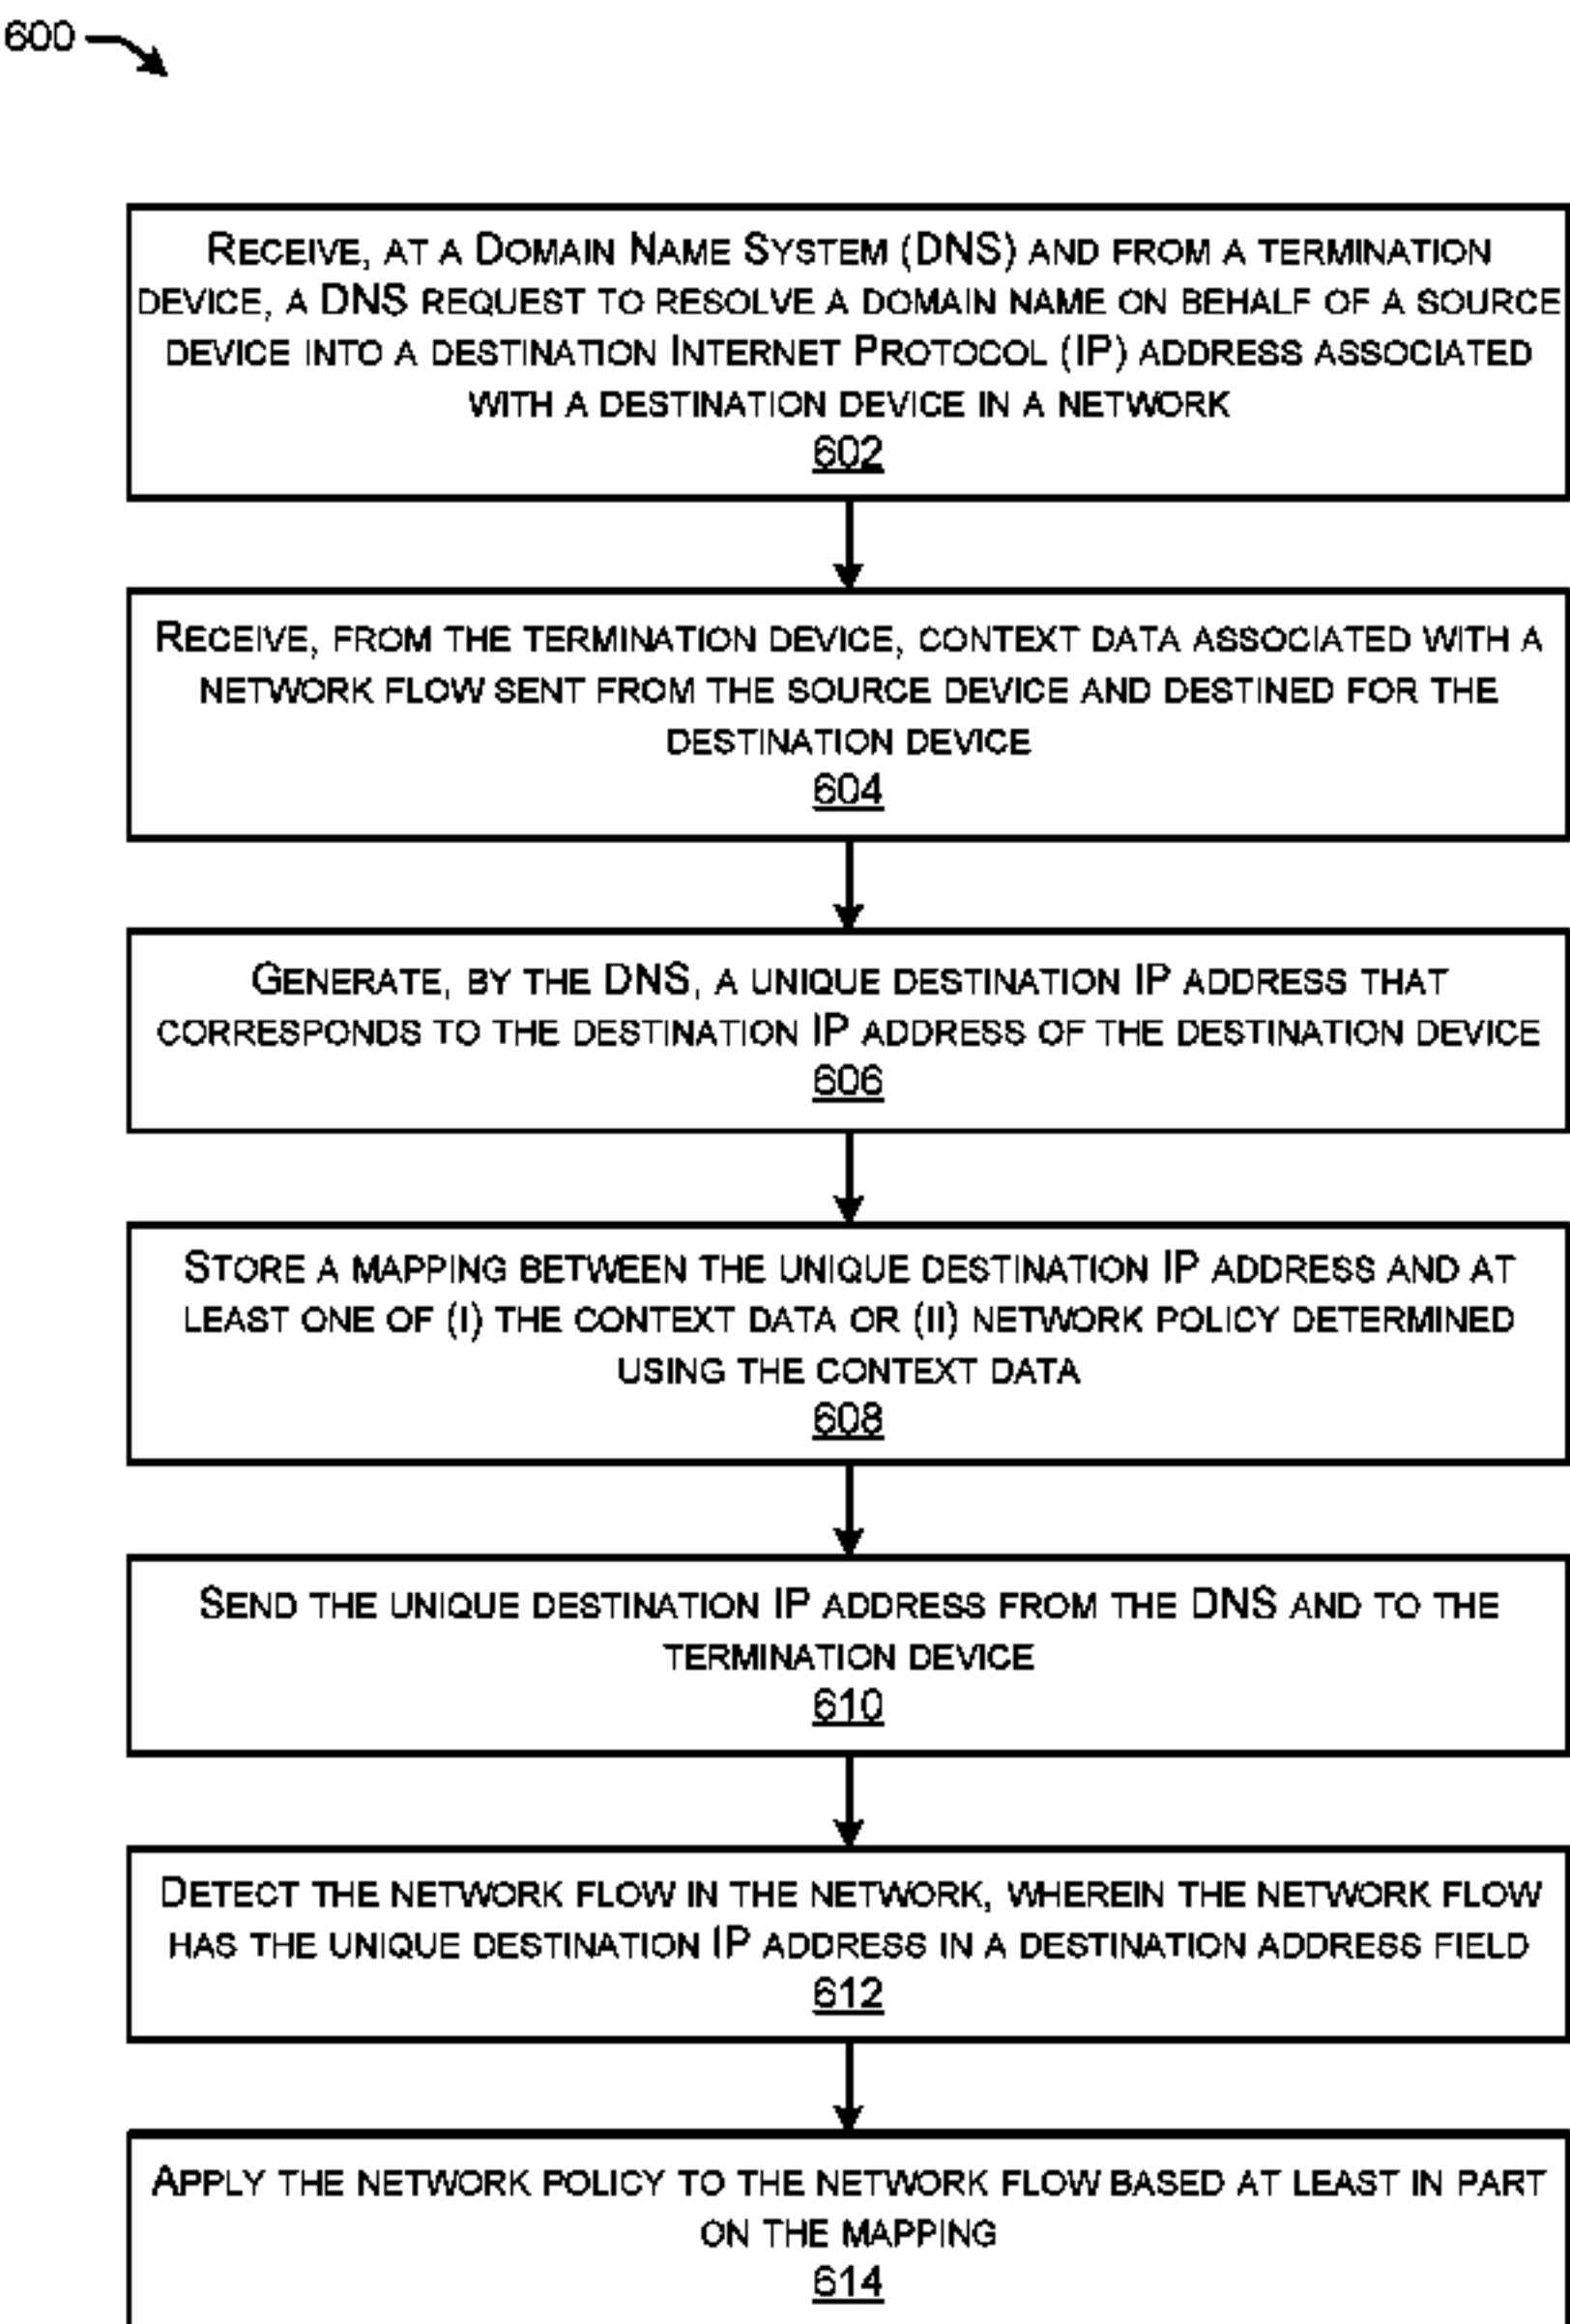 600
RECEIVE, AT A DOMAIN NAME SYSTEM (DNS) AND FROM A TERMINATION
DEVICE, A DNS REQUEST TO RESOLVE A DOMAIN NAME ON BEHALF OF A SOURCE
DEVICE INTO A DESTINATION INTERNET PROTOCOL (IP) ADDRESS ASSOCIATED
WITH A DESTINATION DEVICE IN A NETWORK
602
RECEIVE, FROM THE TERMINATION DEVICE, CONTEXT DATA ASSOCIATED WITH A
NETWORK FLOW SENT FROM THE SOURCE DEVICE AND DESTINED FOR THE
DESTINATION DEVICE
604
GENERATE, BY THE DNS, A UNIQUE DESTINATION IP ADDRESS THAT
CORRESPONDS TO THE DESTINATION IP ADDRESS OF THE DESTINATION DEVICE
606
STORE A MAPPING BETWEEN THE UNIQUE DESTINATION IP ADDRESS AND AT
LEAST ONE OF (I) THE CONTEXT DATA OR (II) NETWORK POLICY DETERMINED
USING THE CONTEXT DATA
608
SEND THE UNIQUE DESTINATION IP ADDRESS FROM THE DNS AND TO THE
TERMINATION DEVICE
610
DETECT THE NETWORK FLOW IN THE NETWORK, WHEREIN THE NETWORK FLOW
HAS THE UNIQUE DESTINATION IP ADDRESS IN A DESTINATION ADDRESS FIELD
612
APPLY THE NETWORK POLICY TO THE NETWORK FLOW BASED AT LEAST IN PART
ON THE MAPPING
614